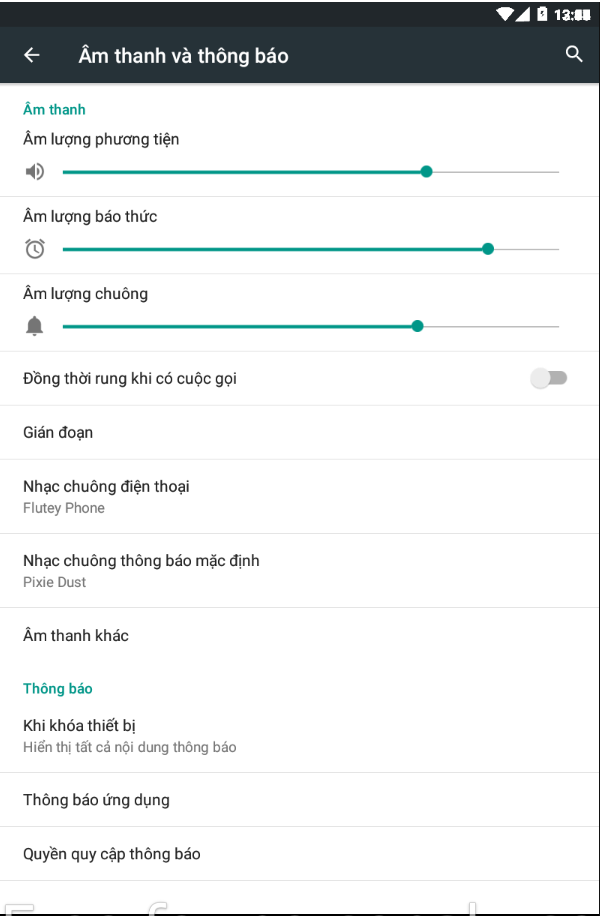 Âm thanh và thông báo
Âm thanh
Âm lượng phương tiện
Âm lượng báo thức
Âm lượng chuông
Đồng thời rung khi có cuộc gọi
Gián đoạn
Nhạc chuông điện thoại
Flutey Phone
Nhạc chuông thông báo mặc định
Pixie Dust
Âm thanh khác
Thông báo
Khi khóa thiết bị
Hiển thị tất cả nội dung thông báo
Thông báo ứng dụng
Quyền quy cập thông báo